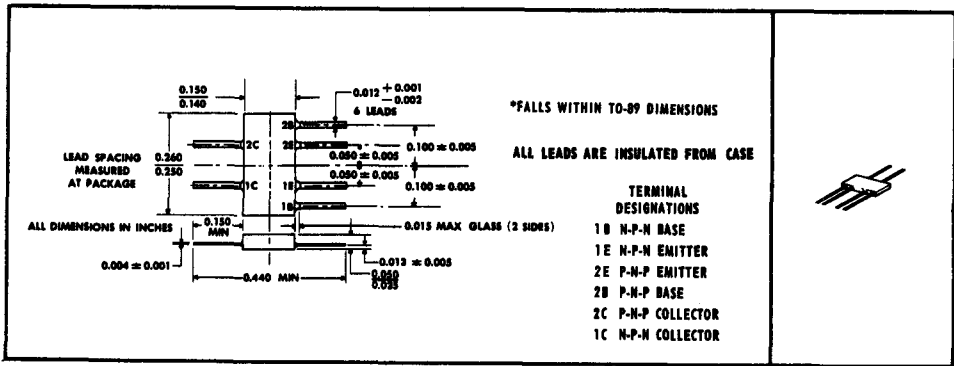 0.150
0.140
0.012 + 0.001
- 0.002
6 LEADS
*FALLS WITHIN TO-89 DIMENSIONS
2B
2C
2E
0.100 ± 0.005
LEAD SPACING
MEASURED
AT PACKAGE
0.260
0.250
0.050 ± 0.005
0.050 ± 0.005
ALL LEADS ARE INSULATED FROM CASE
1C
1E
0.100 ± 0.005
1B
TERMINAL
DESIGNATIONS
ALL DIMENSIONS IN INCHES
0.150
MIN
0.015 MAX GLASS (2 SIDES)
0.004 ± 0.001
0.013 ± 0.005
0.440 MIN
0.050
0.035
1B N-P-N BASE
1E N-P-N EMITTER
2E P-N-P EMITTER
2B P-N-P BASE
2C P-N-P COLLECTOR
1C N-P-N COLLECTOR